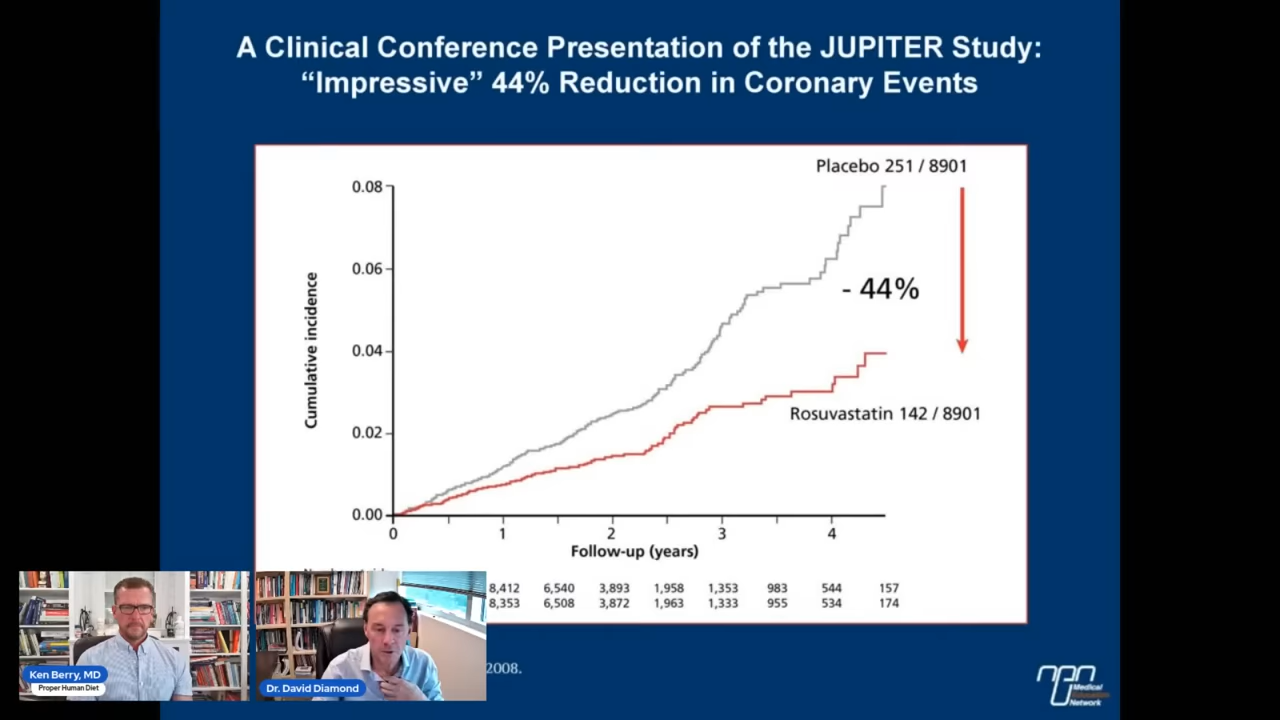 A Clinical Conference Presentation of the JUPITER Study:
“Impressive” 44% Reduction in Coronary Events
Placebo 251 / 8901
0.08
0.06
- 44%
0.04
Cumulative incidence
Rosuvastatin 142 / 8901
0.02
0.00
0 1 2 3 4
Follow-up (years)
8,412 6,540 3,893 1,958 1,353 983 544 157
8,353 6,508 3,872 1,963 1,333 955 534 174
2008.
Ken Berry, MD
Proper Human Diet
Dr. David Diamond
Medical
Education
Network